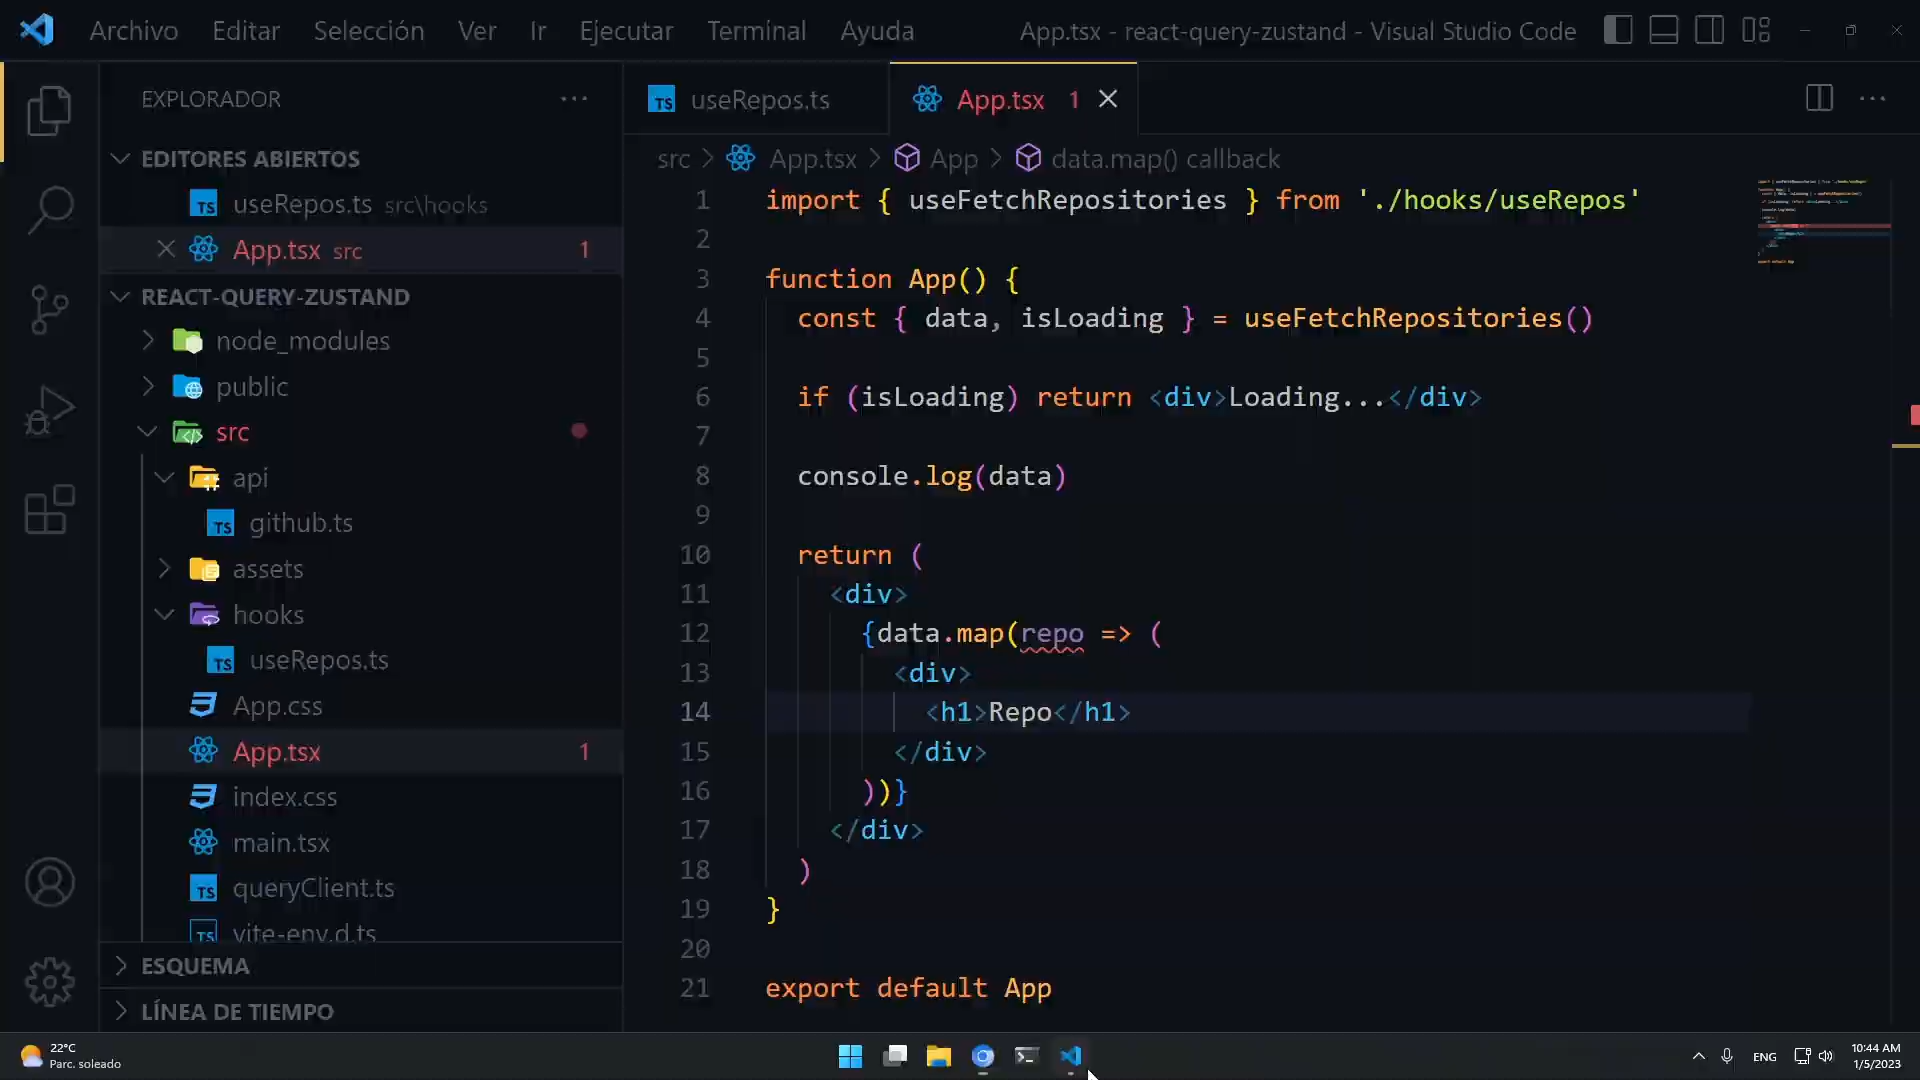 Archivo Editar Selección Ver Ir Ejecutar Terminal Ayuda App.tsx - react-query-zustand - Visual Studio Code
EXPLORADOR ···
EDITORES ABIERTOS
TS useRepos.ts src\hooks
App.tsx src 1
REACT-QUERY-ZUSTAND
node_modules
public
src
api
TS github.ts
assets
hooks
TS useRepos.ts
App.css
App.tsx 1
index.css
main.tsx
TS queryClient.ts
TS vite-env.d.ts
ESQUEMA
LÍNEA DE TIEMPO
TS useRepos.ts App.tsx 1
src > App.tsx > App > data.map() callback
1 import { useFetchRepositories } from './hooks/useRepos'
2
3 function App() {
4 const { data, isLoading } = useFetchRepositories()
5
6 if (isLoading) return <div>Loading...</div>
7
8 console.log(data)
9
10 return (
11 <div>
12 {data.map(repo => (
13 <div>
14 <h1>Repo</h1>
15 </div>
16 ))}
17 </div>
18 )
19 }
20
21 export default App
22°C
Parc. soleado
ENG
10:44 AM
1/5/2023